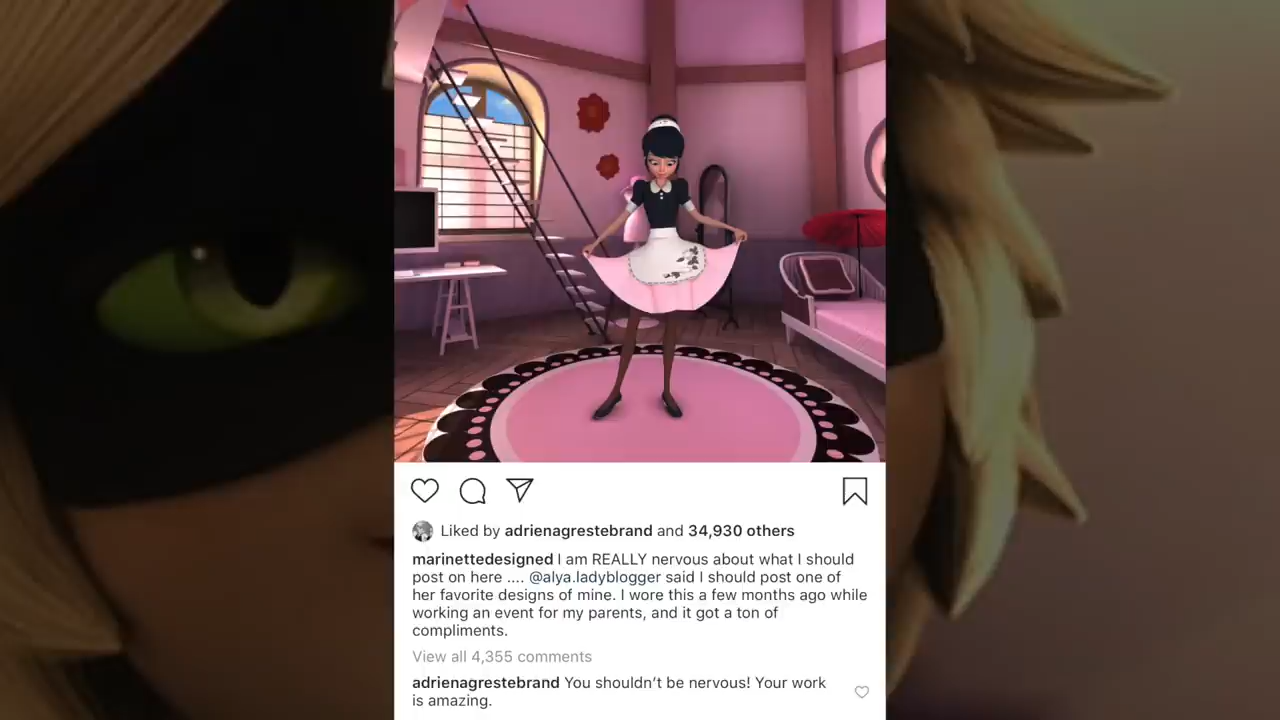 Liked by adrienagrestebrand and 34,930 others
marinettedesigned I am REALLY nervous about what I should
post on here .... @alya.ladyblogger said I should post one of
her favorite designs of mine. I wore this a few months ago while
working an event for my parents, and it got a ton of
compliments.
View all 4,355 comments
adrienagrestebrand You shouldn’t be nervous! Your work
is amazing.